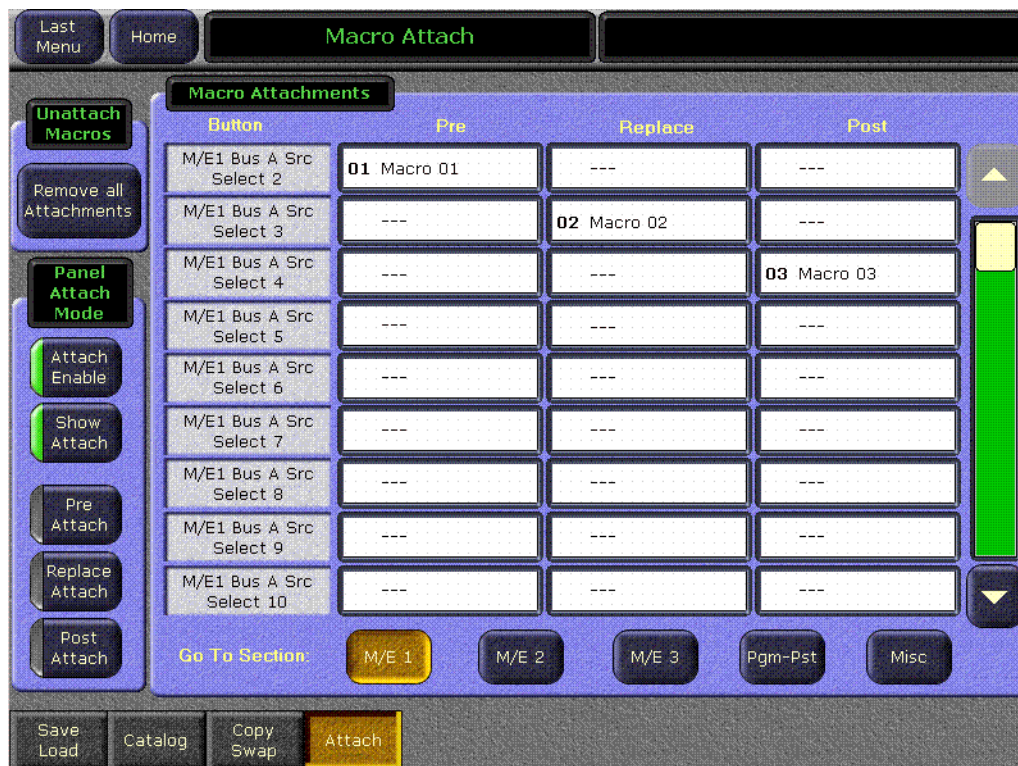 Last
Menu
Home
Macro Attach
Unattach
Macros
Remove all
Attachments
Panel
Attach
Mode
Attach
Enable
Show
Attach
Pre
Attach
Replace
Attach
Post
Attach
Macro Attachments
Button Pre Replace Post
M/E1 Bus A Src
Select 2
01 Macro 01 --- ---
M/E1 Bus A Src
Select 3
--- 02 Macro 02 ---
M/E1 Bus A Src
Select 4
--- --- 03 Macro 03
M/E1 Bus A Src
Select 5
--- --- ---
M/E1 Bus A Src
Select 6
--- --- ---
M/E1 Bus A Src
Select 7
--- --- ---
M/E1 Bus A Src
Select 8
--- --- ---
M/E1 Bus A Src
Select 9
--- --- ---
M/E1 Bus A Src
Select 10
--- --- ---
Go To Section: M/E 1 M/E 2 M/E 3 Pgm-Pst Misc
Save
Load
Catalog
Copy
Swap
Attach